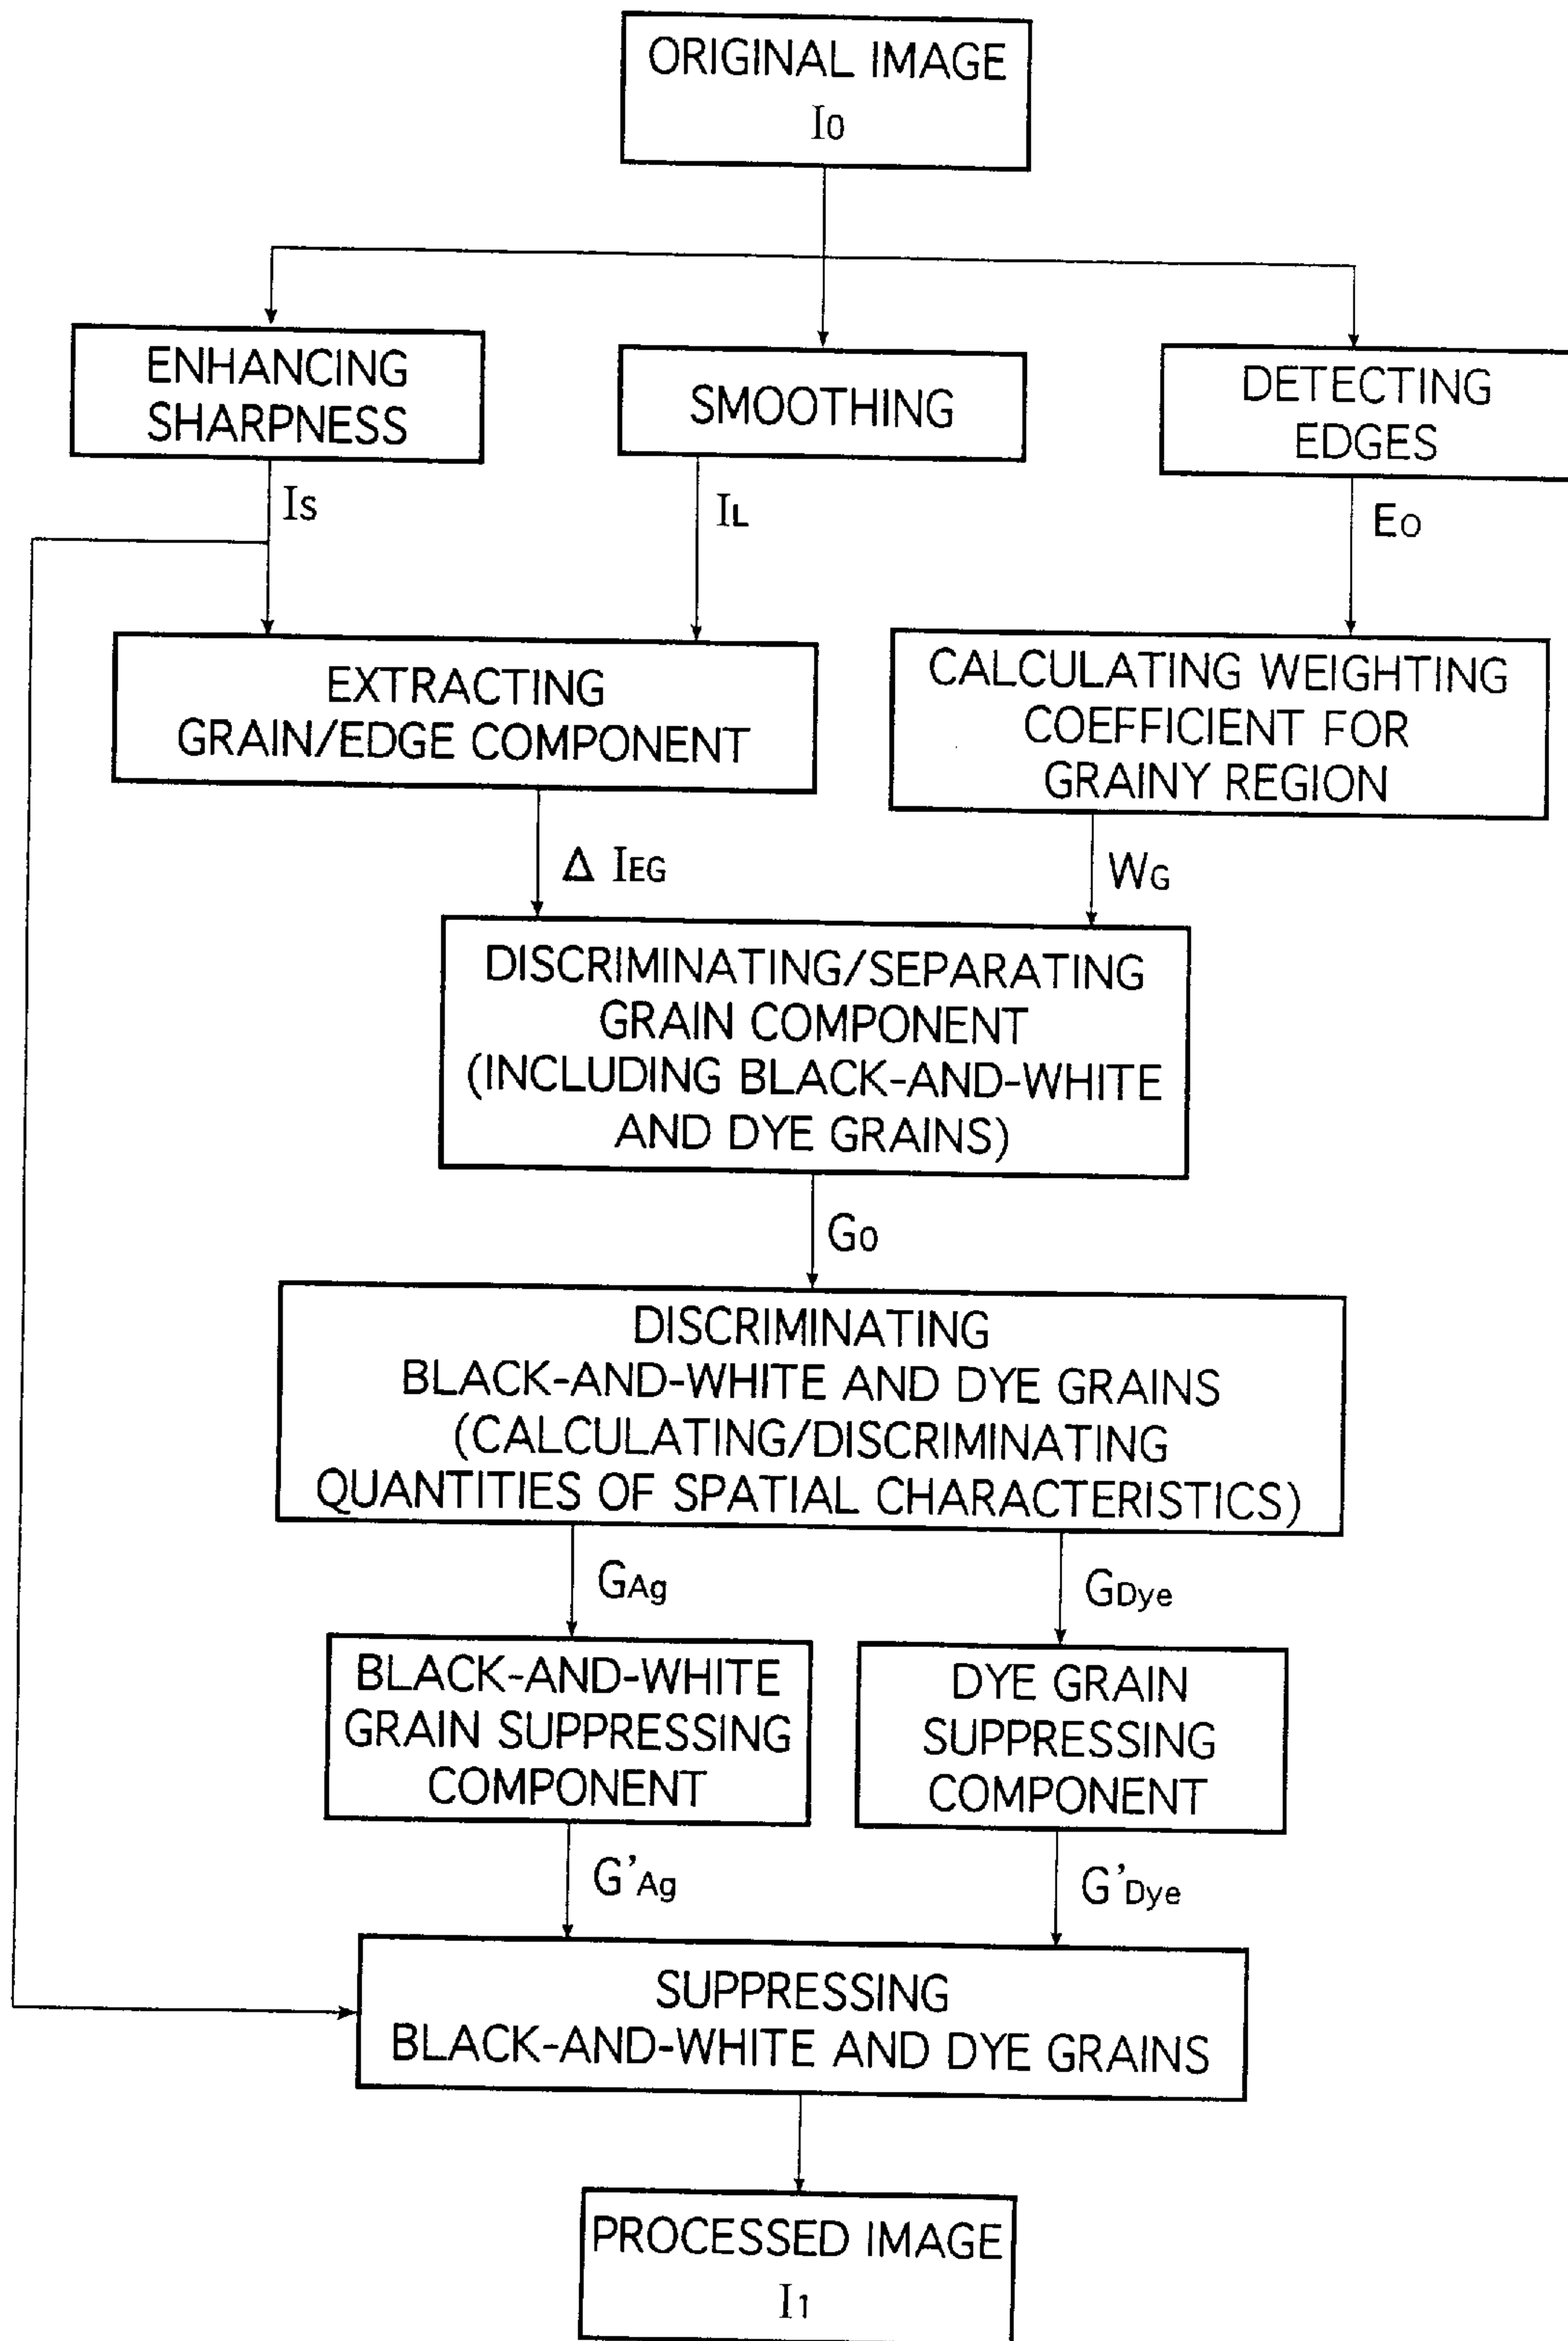 ORIGINAL IMAGE
I0
ENHANCING
SHARPNESS
SMOOTHING
DETECTING
EDGES
IS
IL
EO
EXTRACTING
GRAIN/EDGE COMPONENT
CALCULATING WEIGHTING
COEFFICIENT FOR
GRAINY REGION
Δ IEG
WG
DISCRIMINATING/SEPARATING
GRAIN COMPONENT
(INCLUDING BLACK-AND-WHITE
AND DYE GRAINS)
G0
DISCRIMINATING
BLACK-AND-WHITE AND DYE GRAINS
(CALCULATING/DISCRIMINATING
QUANTITIES OF SPATIAL CHARACTERISTICS)
GAg
GDye
BLACK-AND-WHITE
GRAIN SUPPRESSING
COMPONENT
DYE GRAIN
SUPPRESSING
COMPONENT
G'Ag
G'Dye
SUPPRESSING
BLACK-AND-WHITE AND DYE GRAINS
PROCESSED IMAGE
I1